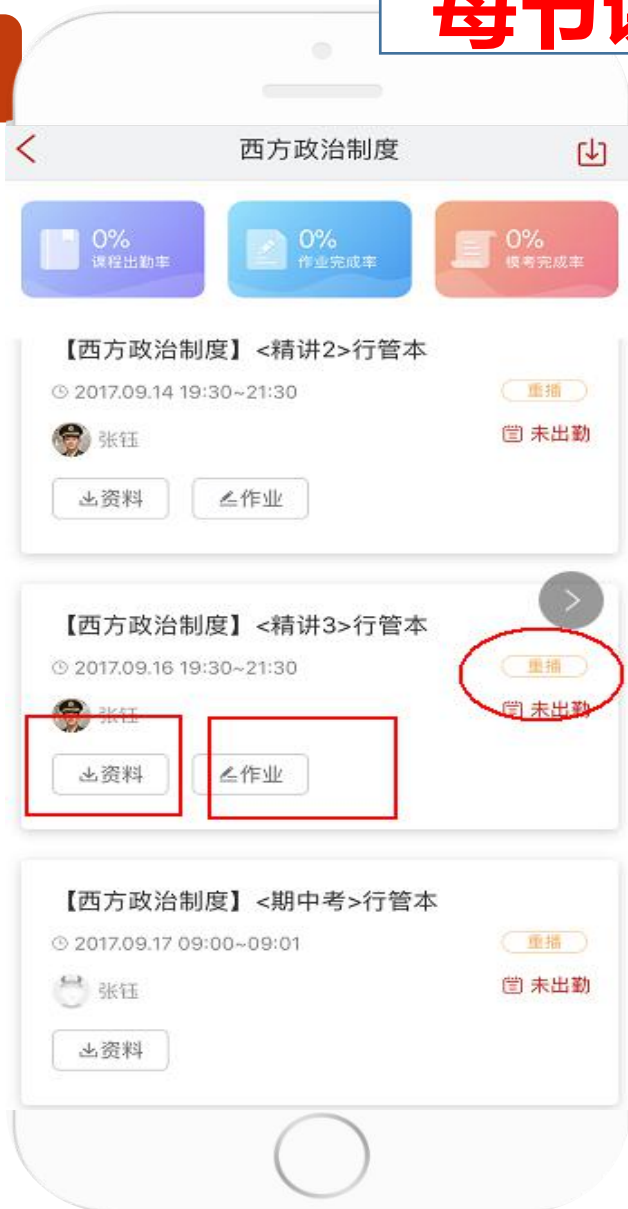 每节课
西方政治制度
0%
课程出勤率
0%
作业完成率
0%
模考完成率
【西方政治制度】<精讲2>行管本
2017.09.14 19:30~21:30
重播
张钰
未出勤
资料
作业
【西方政治制度】<精讲3>行管本
2017.09.16 19:30~21:30
重播
张钰
未出勤
资料
作业
【西方政治制度】<期中考>行管本
2017.09.17 09:00~09:01
重播
张钰
未出勤
资料